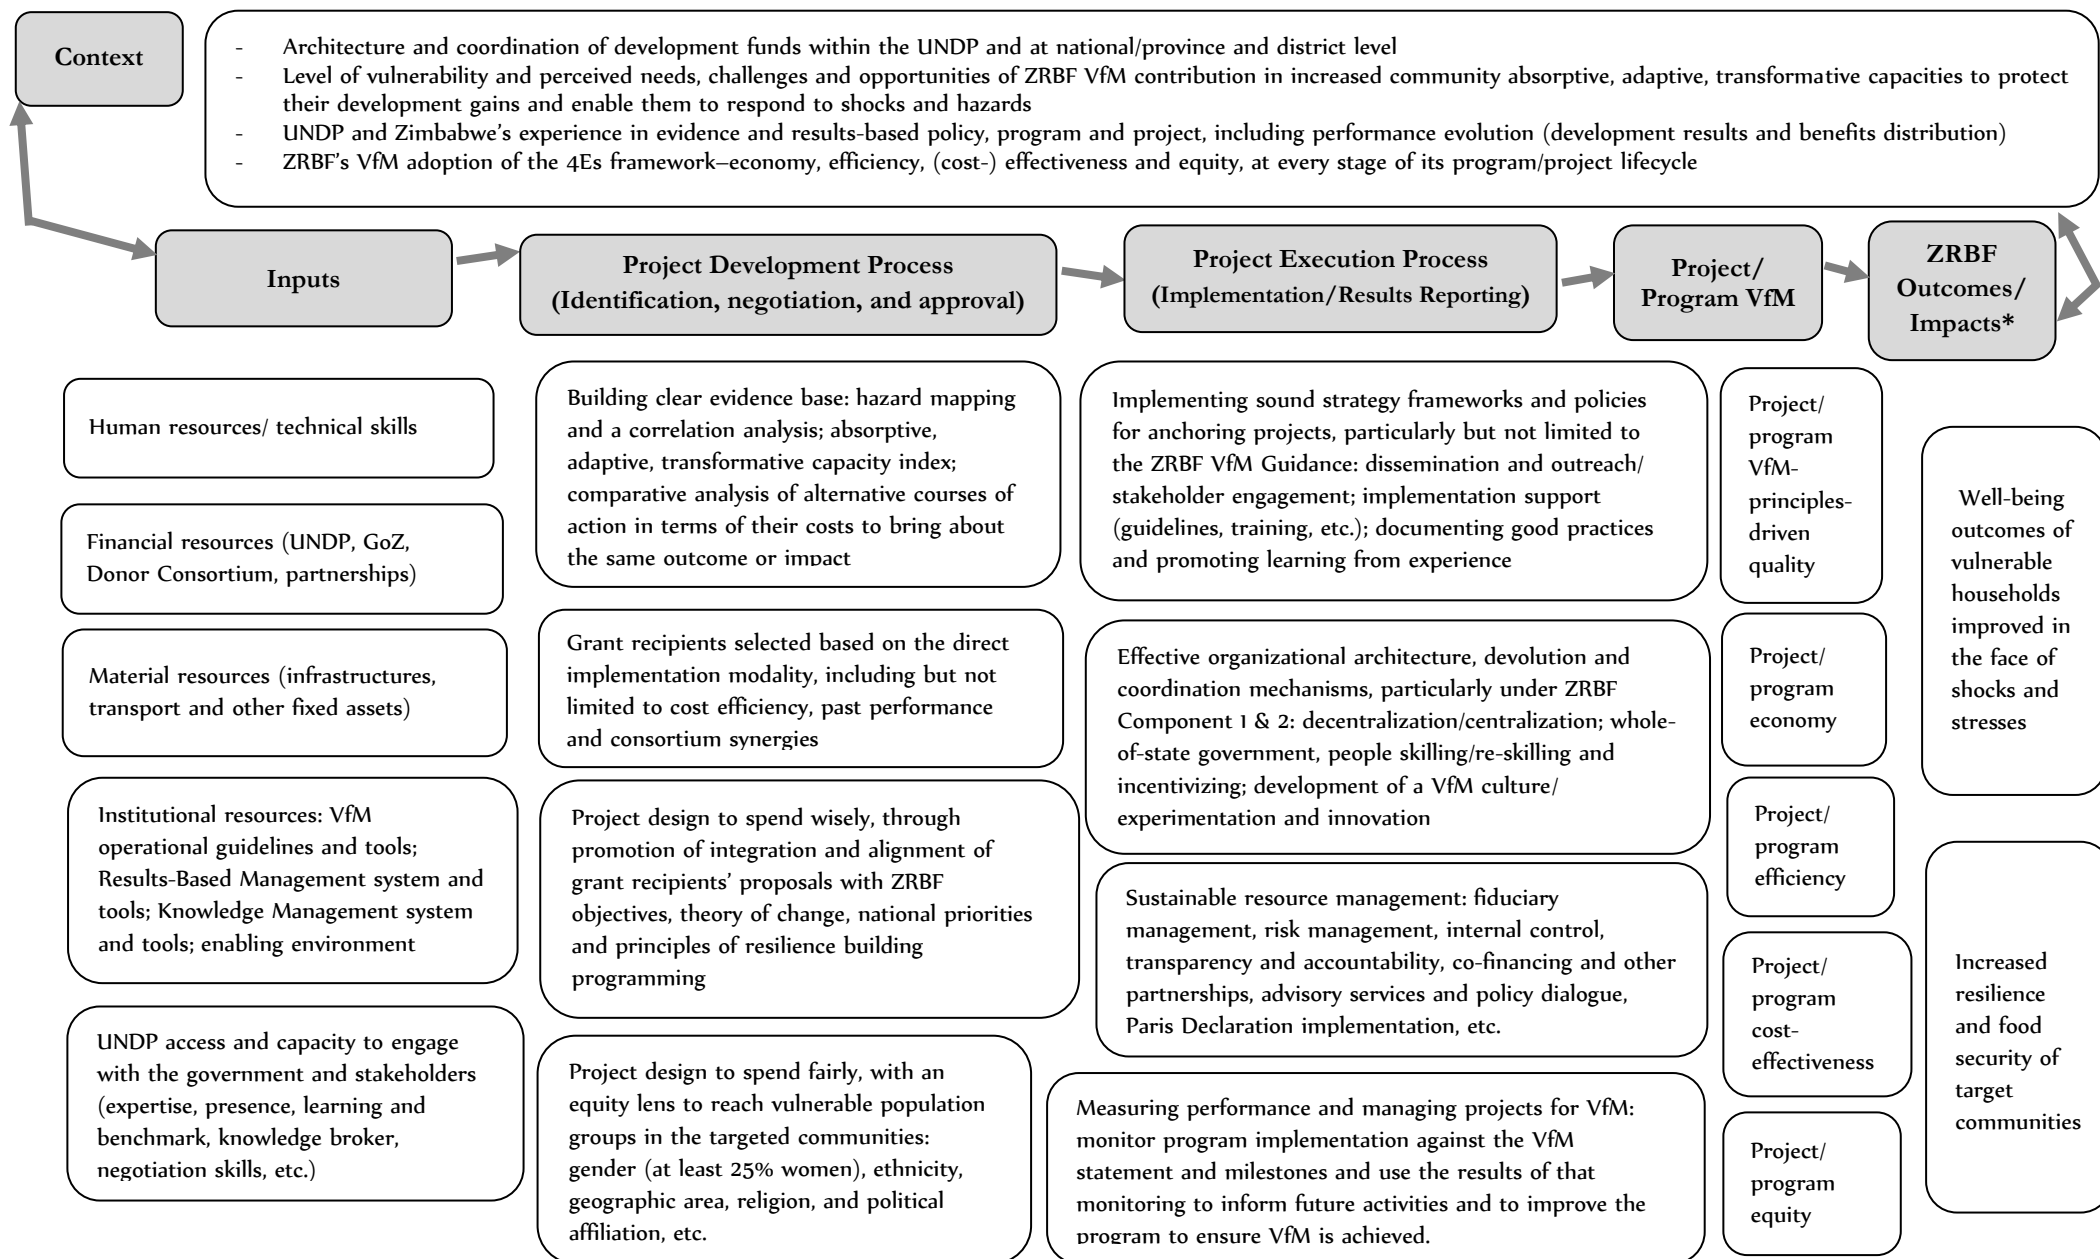 Context
- Architecture and coordination of development funds within the UNDP and at national/province and district level
- Level of vulnerability and perceived needs, challenges and opportunities of ZRBF VfM contribution in increased community absorptive, adaptive, transformative capacities to protect
their development gains and enable them to respond to shocks and hazards
- UNDP and Zimbabwe’s experience in evidence and results-based policy, program and project, including performance evolution (development results and benefits distribution)
- ZRBF’s VfM adoption of the 4Es framework–economy, efficiency, (cost-) effectiveness and equity, at every stage of its program/project lifecycle
Inputs
Project Development Process
(Identification, negotiation, and approval)
Project Execution Process
(Implementation/Results Reporting)
Project/
Program VfM
ZRBF
Outcomes/
Impacts*
Human resources/ technical skills
Financial resources (UNDP, GoZ,
Donor Consortium, partnerships)
Material resources (infrastructures,
transport and other fixed assets)
Institutional resources: VfM
operational guidelines and tools;
Results-Based Management system and
tools; Knowledge Management system
and tools; enabling environment
UNDP access and capacity to engage
with the government and stakeholders
(expertise, presence, learning and
benchmark, knowledge broker,
negotiation skills, etc.)
Building clear evidence base: hazard mapping
and a correlation analysis; absorptive,
adaptive, transformative capacity index;
comparative analysis of alternative courses of
action in terms of their costs to bring about
the same outcome or impact
Grant recipients selected based on the direct
implementation modality, including but not
limited to cost efficiency, past performance
and consortium synergies
Project design to spend wisely, through
promotion of integration and alignment of
grant recipients’ proposals with ZRBF
objectives, theory of change, national priorities
and principles of resilience building
programming
Project design to spend fairly, with an
equity lens to reach vulnerable population
groups in the targeted communities:
gender (at least 25% women), ethnicity,
geographic area, religion, and political
affiliation, etc.
Implementing sound strategy frameworks and policies
for anchoring projects, particularly but not limited to
the ZRBF VfM Guidance: dissemination and outreach/
stakeholder engagement; implementation support
(guidelines, training, etc.); documenting good practices
and promoting learning from experience
Effective organizational architecture, devolution and
coordination mechanisms, particularly under ZRBF
Component 1 & 2: decentralization/centralization; whole-
of-state government, people skilling/re-skilling and
incentivizing; development of a VfM culture/
experimentation and innovation
Sustainable resource management: fiduciary
management, risk management, internal control,
transparency and accountability, co-financing and other
partnerships, advisory services and policy dialogue,
Paris Declaration implementation, etc.
Measuring performance and managing projects for VfM:
monitor program implementation against the VfM
statement and milestones and use the results of that
monitoring to inform future activities and to improve the
program to ensure VfM is achieved.
Project/
program
VfM-
principles-
driven
quality
Project/
program
economy
Project/
program
efficiency
Project/
program
cost-
effectiveness
Project/
program
equity
Well-being
outcomes of
vulnerable
households
improved in
the face of
shocks and
stresses
Increased
resilience
and food
security of
target
communities